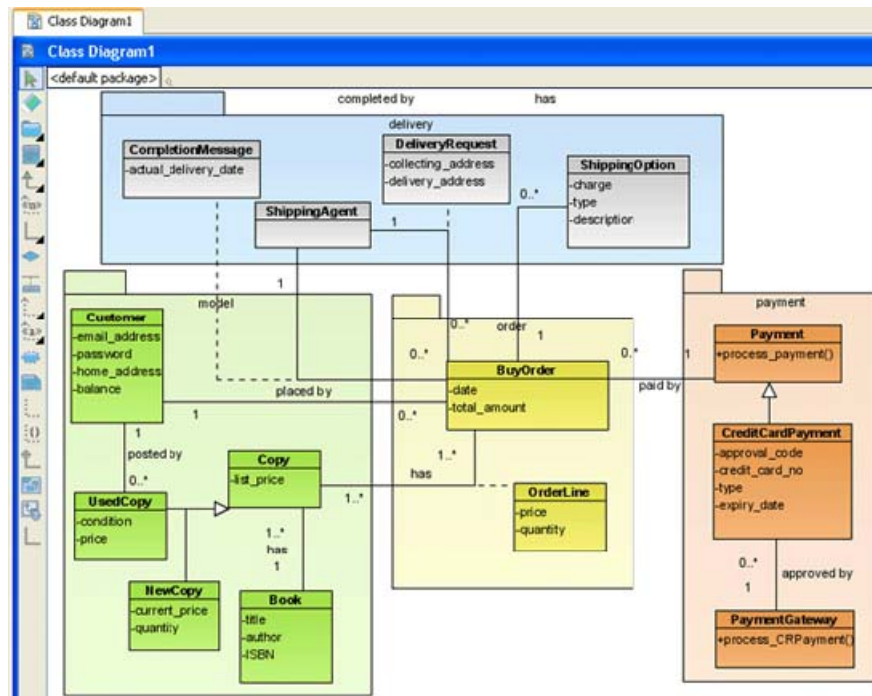 Class Diagram1
Class Diagram1
<default package>
completed by
has
delivery
CompletionMessage
-actual_delivery_date
DeliveryRequest
-collecting_address
-delivery_address
ShippingOption
-charge
-type
-description
0..*
ShippingAgent
1
1
model
Customer
-email_address
-password
-home_address
-balance
order
0..*
1
0..*
0..*
1
payment
Payment
+process_payment()
BuyOrder
-date
-total_amount
placed by
1
0..*
paid by
1
posted by
0..*
Copy
-list_price
1..*
has
1..*
CreditCardPayment
-approval_code
-credit_card_no
-type
-expiry_date
UsedCopy
-condition
-price
OrderLine
-price
-quantity
1..*
has
1
0..*
1
approved by
NewCopy
-current_price
-quantity
Book
-title
-author
-ISBN
PaymentGateway
+process_CRPayment()